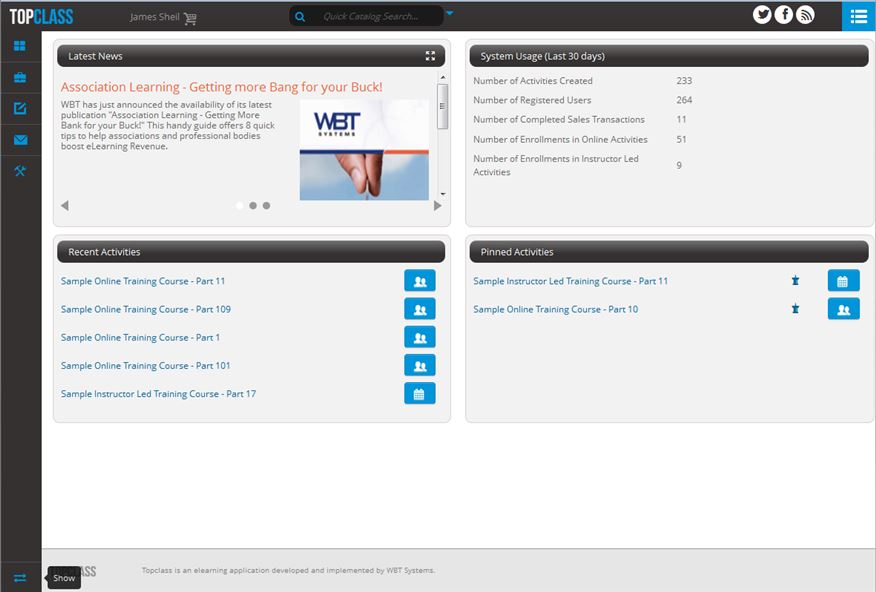 TOPCLASS
James Sheil
Quick Catalog Search...
Latest News
Association Learning - Getting more Bang for your Buck!
WBT has just announced the availability of its latest
publication "Association Learning - Getting More
Bank for your Buck!" This handy guide offers 8 quick
tips to help associations and professional bodies
boost eLearning Revenue.
WBT
SYSTEMS
System Usage (Last 30 days)
Number of Activities Created 233
Number of Registered Users 264
Number of Completed Sales Transactions 11
Number of Enrollments in Online Activities 51
Number of Enrollments in Instructor Led
Activities 9
Recent Activities
Sample Online Training Course - Part 11
Sample Online Training Course - Part 109
Sample Online Training Course - Part 1
Sample Online Training Course - Part 101
Sample Instructor Led Training Course - Part 17
Pinned Activities
Sample Instructor Led Training Course - Part 11
Sample Online Training Course - Part 10
Show
Topclass is an elearning application developed and implemented by WBT Systems.